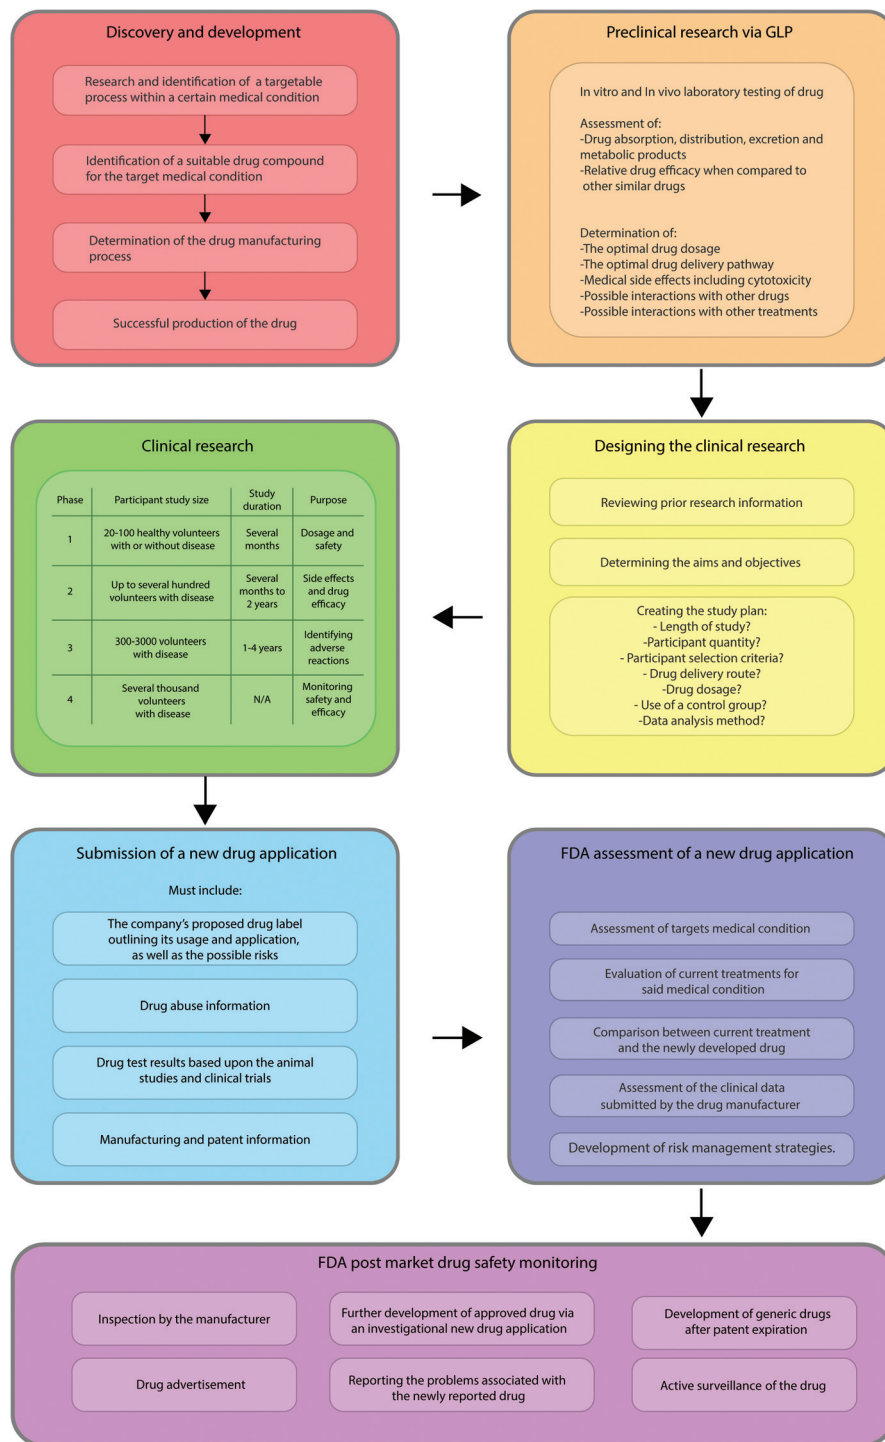 Discovery and development
Research and identification of a targetable
process within a certain medical condition
Identification of a suitable drug compound
for the target medical condition
Determination of the drug manufacturing
process
Successful production of the drug
Preclinical research via GLP
In vitro and In vivo laboratory testing of drug
Assessment of:
-Drug absorption, distribution, excretion and
metabolic products
-Relative drug efficacy when compared to
other similar drugs
Determination of:
-The optimal drug dosage
-The optimal drug delivery pathway
-Medical side effects including cytotoxicity
-Possible interactions with other drugs
-Possible interactions with other treatments
Designing the clinical research
Reviewing prior research information
Determining the aims and objectives
Creating the study plan:
- Length of study?
-Participant quantity?
- Participant selection criteria?
- Drug delivery route?
-Drug dosage?
- Use of a control group?
-Data analysis method?
Clinical research
Phase
Participant study size
Study
duration
Purpose
1
20-100 healthy volunteers
with or without disease
Several
months
Dosage and
safety
2
Up to several hundred
volunteers with disease
Several
months to
2 years
Side effects
and drug
efficacy
3
300-3000 volunteers
with disease
1-4 years
Identifying
adverse
reactions
4
Several thousand
volunteers
with disease
N/A
Monitoring
safety and
efficacy
Submission of a new drug application
Must include:
The company's proposed drug label
outlining its usage and application,
as well as the possible risks
Drug abuse information
Drug test results based upon the animal
studies and clinical trials
Manufacturing and patent information
FDA assessment of a new drug application
Assessment of targets medical condition
Evaluation of current treatments for
said medical condition
Comparison between current treatment
and the newly developed drug
Assessment of the clinical data
submitted by the drug manufacturer
Development of risk management strategies.
FDA post market drug safety monitoring
Inspection by the manufacturer
Further development of approved drug via
an investigational new drug application
Development of generic drugs
after patent expiration
Drug advertisement
Reporting the problems associated with
the newly reported drug
Active surveillance of the drug